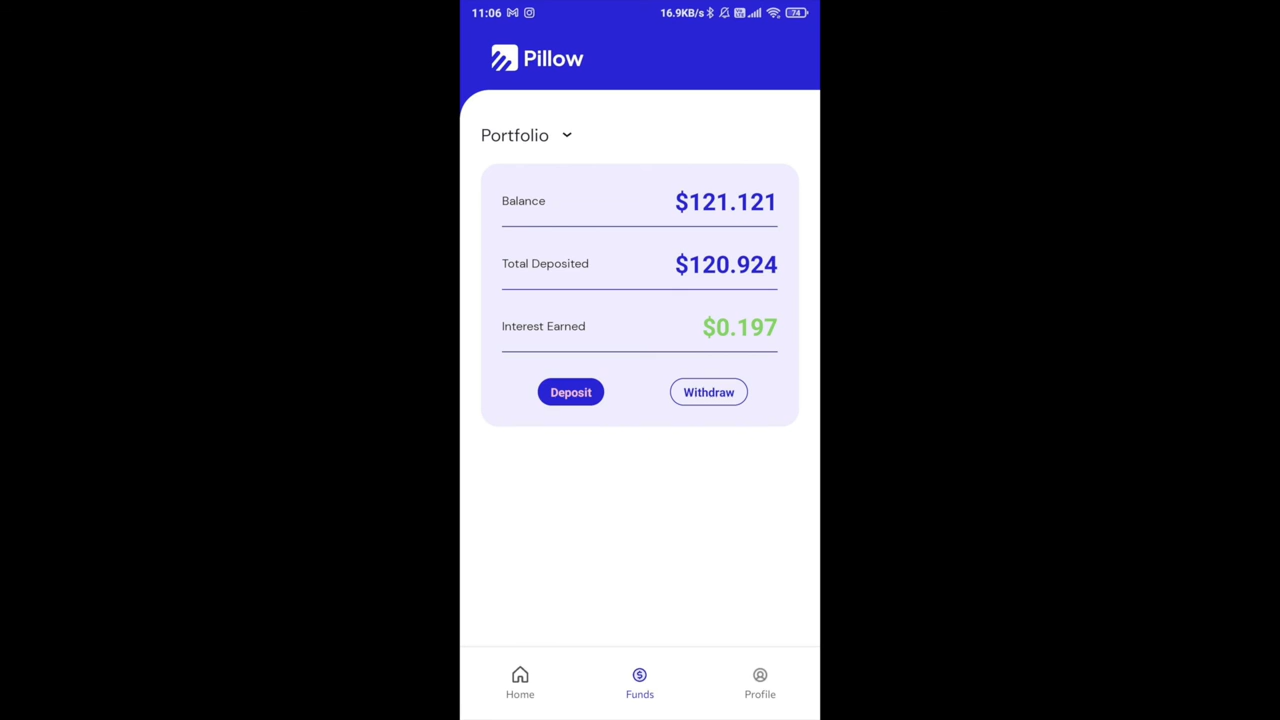 11:06 16.9KB/s 74
Pillow
Portfolio
Balance $121.121
Total Deposited $120.924
Interest Earned $0.197
Deposit Withdraw
Home Funds Profile